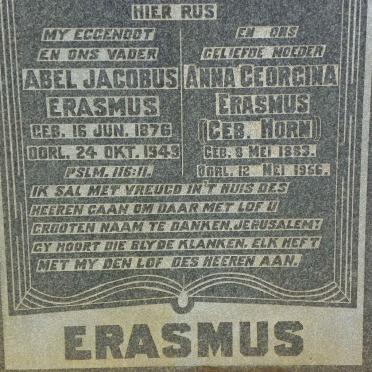 HIER RUS
MY EGGENOOT
EN ONS VADER
ABEL JACOBUS
ERASMUS
GEB. 16 JUN. 1876
OORL. 24 OKT. 1943
PSLM. 116:11.
EN ONS
GELIEFDE MOEDER
ANNA GEORGINA
ERASMUS
(GEB. HORN)
GEB. 8 MEI 1883.
OORL. 12 MEI 1956.
IK SAL MET VREUGD IN'T HUIS DES
HEEREN GAAN OM DAAR MET LOF U
GROOTEN NAAM TE DANKEN. JERUSALEM!
GY HOORT DIE BLYDE KLANKEN. ELK HEFT
MET MY DEN LOF DES HEEREN AAN.
ERASMUS